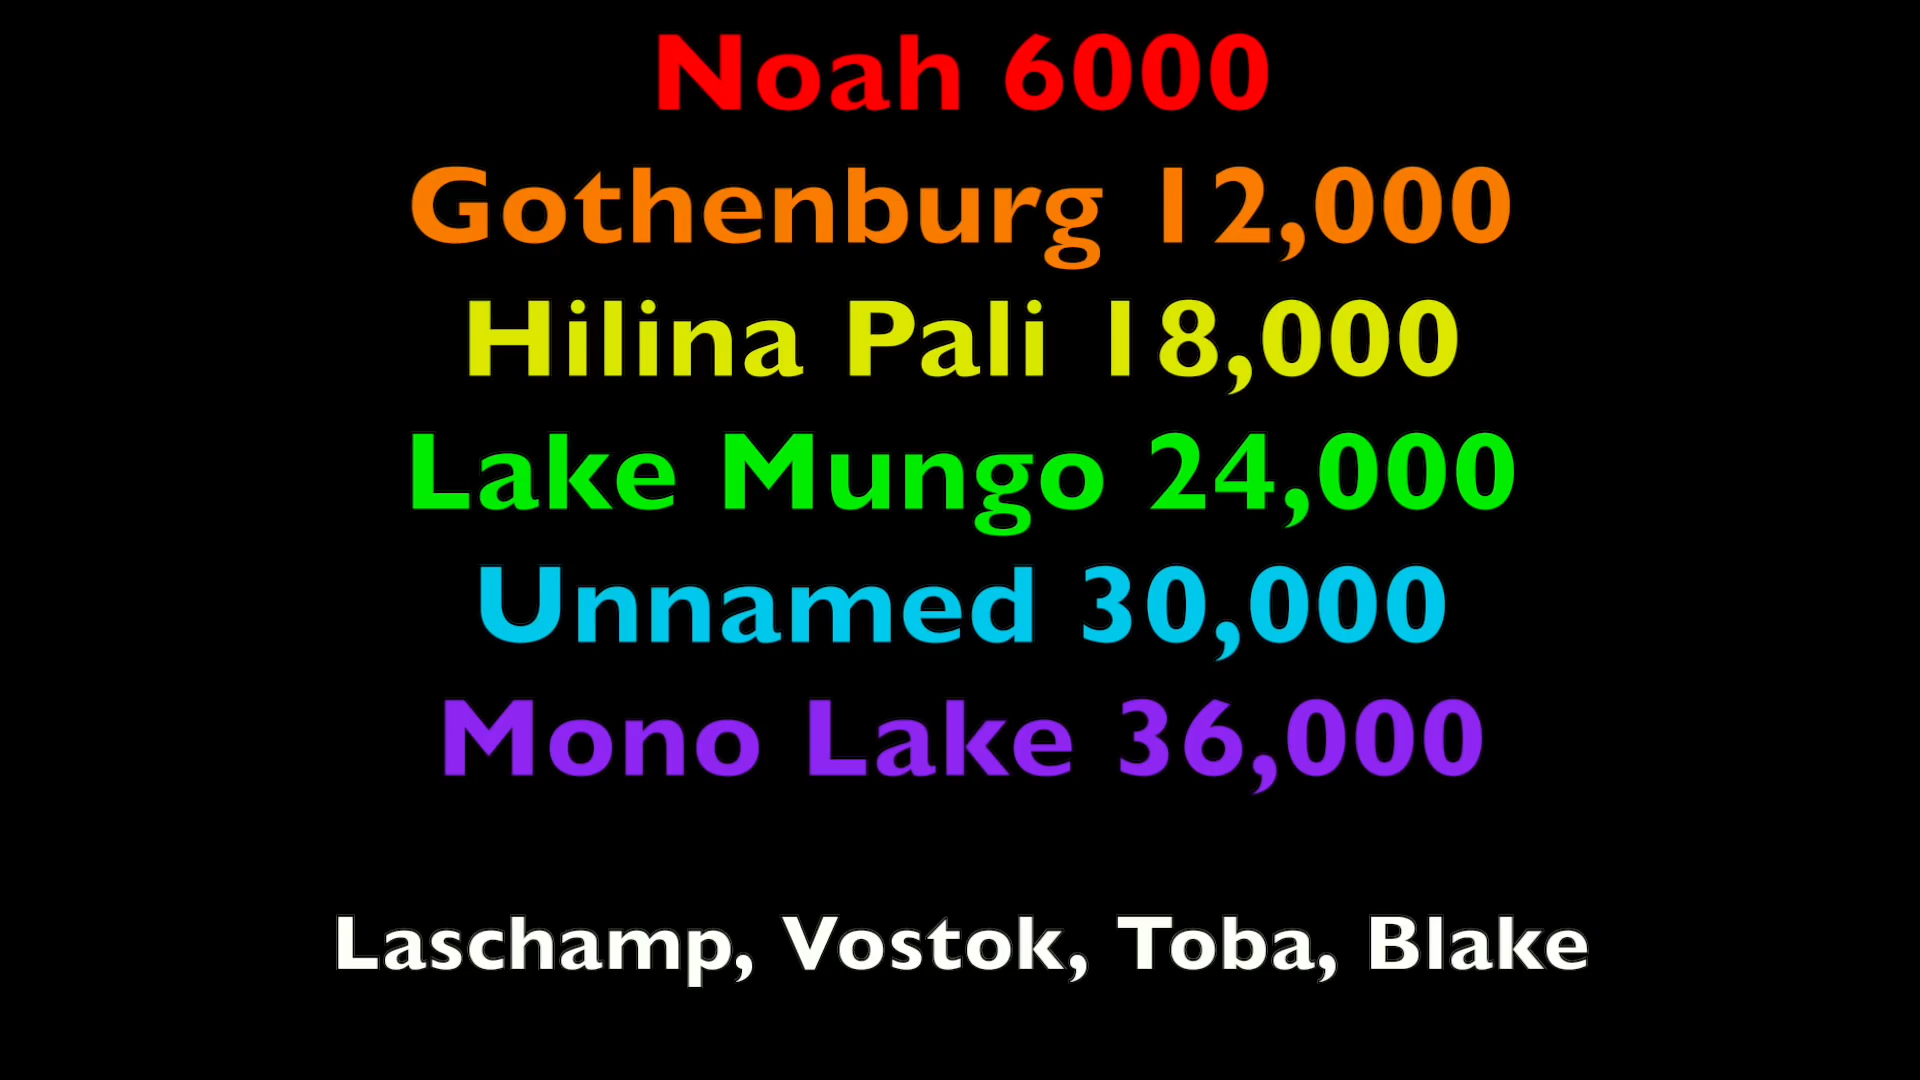 Noah 6000
Gothenburg 12,000
Hilina Pali 18,000
Lake Mungo 24,000
Unnamed 30,000
Mono Lake 36,000
Laschamp, Vostok, Toba, Blake